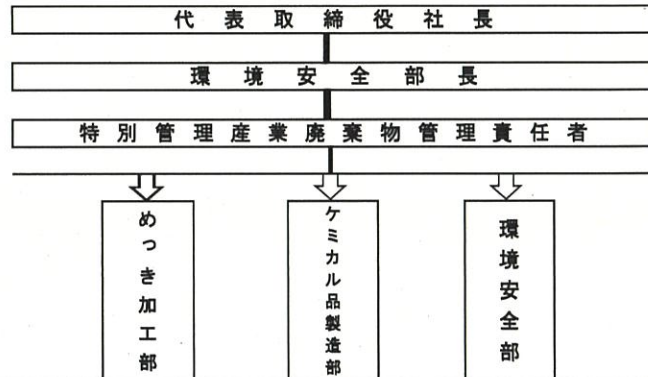 代表取締役社長
環境安全部長
特別管理産業廃棄物管理責任者
めっき加工部
ケミカル品製造部
環境安全部